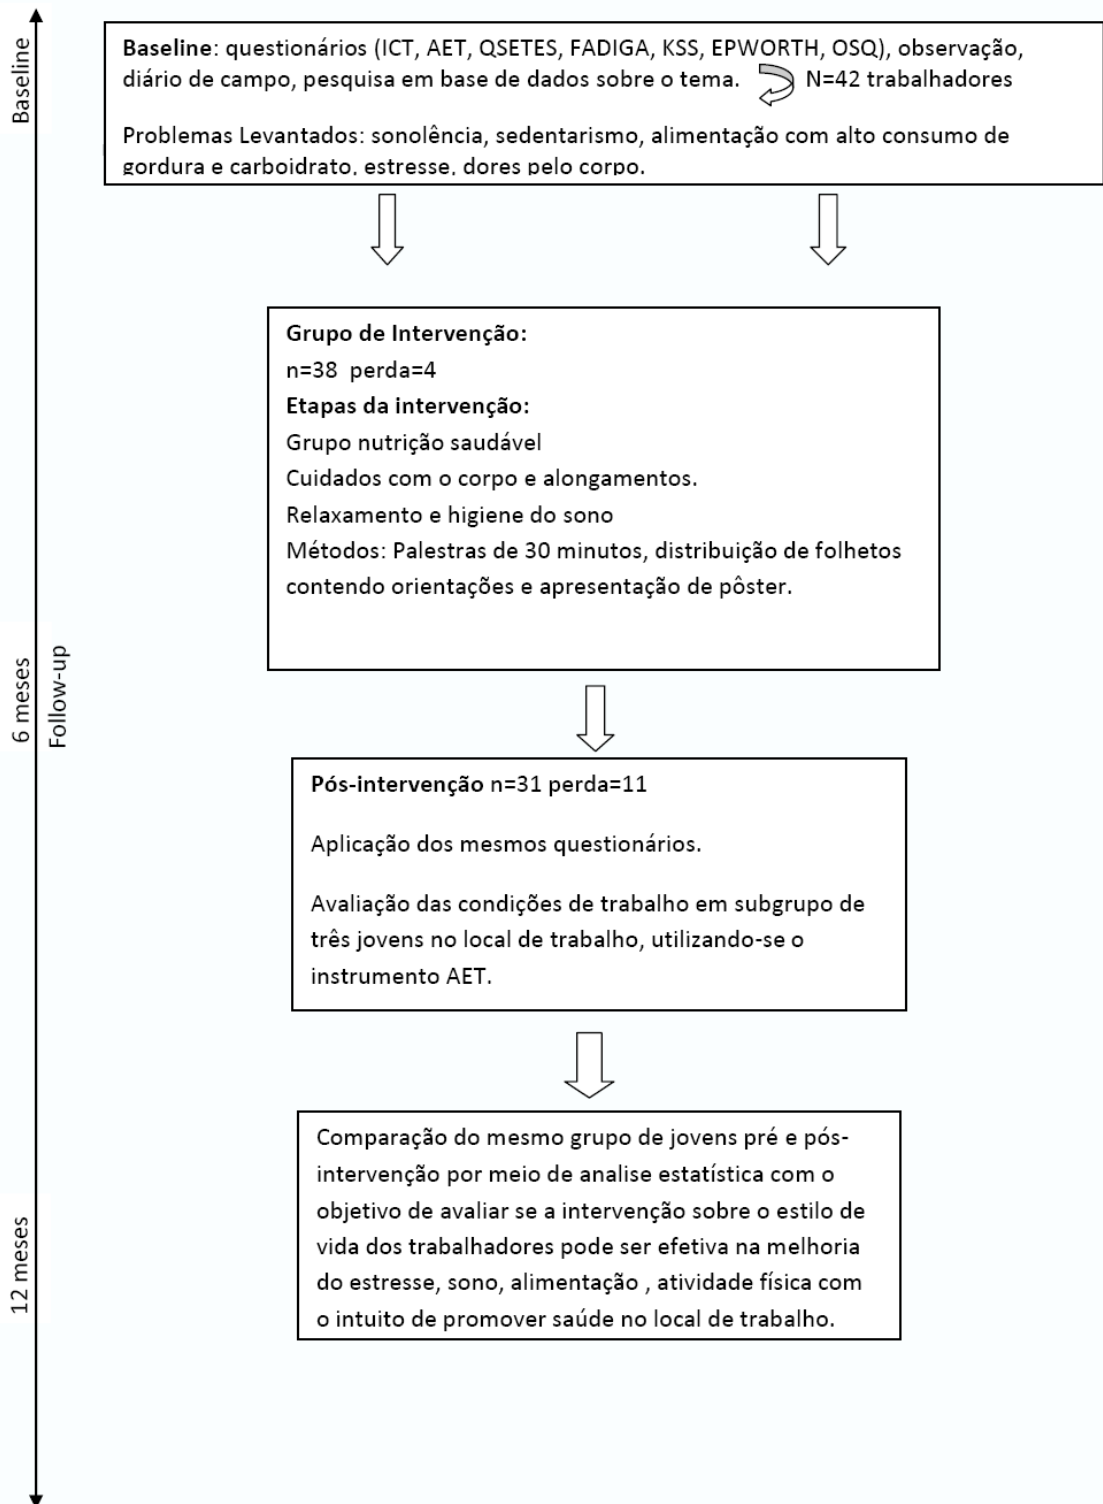 Baseline
Baseline: questionários (ICT, AET, QSETES, FADIGA, KSS, EPWORTH, OSQ), observação,
diário de campo, pesquisa em base de dados sobre o tema. N=42 trabalhadores
Problemas Levantados: sonolência, sedentarismo, alimentação com alto consumo de
gordura e carboidrato, estresse, dores pelo corpo.
Grupo de Intervenção:
n=38 perda=4
Etapas da intervenção:
Grupo nutrição saudável
Cuidados com o corpo e alongamentos.
Relaxamento e higiene do sono
Métodos: Palestras de 30 minutos, distribuição de folhetos
contendo orientações e apresentação de pôster.
6 meses
Follow-up
Pós-intervenção n=31 perda=11
Aplicação dos mesmos questionários.
Avaliação das condições de trabalho em subgrupo de
três jovens no local de trabalho, utilizando-se o
instrumento AET.
12 meses
Comparação do mesmo grupo de jovens pré e pós-
intervenção por meio de analise estatística com o
objetivo de avaliar se a intervenção sobre o estilo de
vida dos trabalhadores pode ser efetiva na melhoria
do estresse, sono, alimentação , atividade física com
o intuito de promover saúde no local de trabalho.